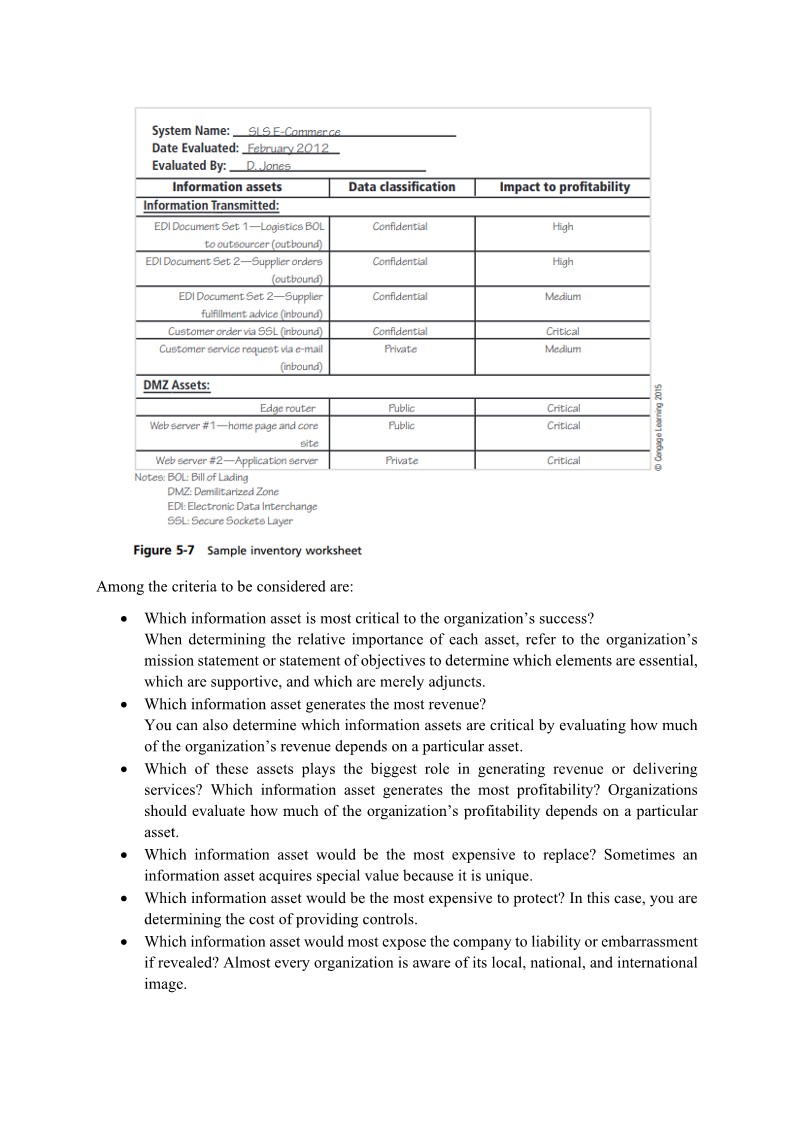 System Name: SLS E-Commerce
Date Evaluated: February 2012
Evaluated By: D. Jones
Information assets Data classification Impact to profitability
Information Transmitted:
EDI Document Set 1—Logistics BOL Confidential High
to outsourcer (outbound)
EDI Document Set 2—Supplier orders Confidential High
(outbound)
EDI Document Set 2—Supplier Confidential Medium
fulfillment advice (inbound)
Customer order via SSL (inbound) Confidential Critical
Customer service request via e-mail Private Medium
(inbound)
DMZ Assets:
Edge router Public Critical
Web server #1—home page and core Public Critical
site
Web server #2—Application server Private Critical
© Cengage Learning 2015
Notes: BOL: Bill of Lading
DMZ: Demilitarized Zone
EDI: Electronic Data Interchange
SSL: Secure Sockets Layer
Figure 5-7 Sample inventory worksheet
Among the criteria to be considered are:
• Which information asset is most critical to the organization’s success?
When determining the relative importance of each asset, refer to the organization’s
mission statement or statement of objectives to determine which elements are essential,
which are supportive, and which are merely adjuncts.
• Which information asset generates the most revenue?
You can also determine which information assets are critical by evaluating how much
of the organization’s revenue depends on a particular asset.
• Which of these assets plays the biggest role in generating revenue or delivering
services? Which information asset generates the most profitability? Organizations
should evaluate how much of the organization’s profitability depends on a particular
asset.
• Which information asset would be the most expensive to replace? Sometimes an
information asset acquires special value because it is unique.
• Which information asset would be the most expensive to protect? In this case, you are
determining the cost of providing controls.
• Which information asset would most expose the company to liability or embarrassment
if revealed? Almost every organization is aware of its local, national, and international
image.